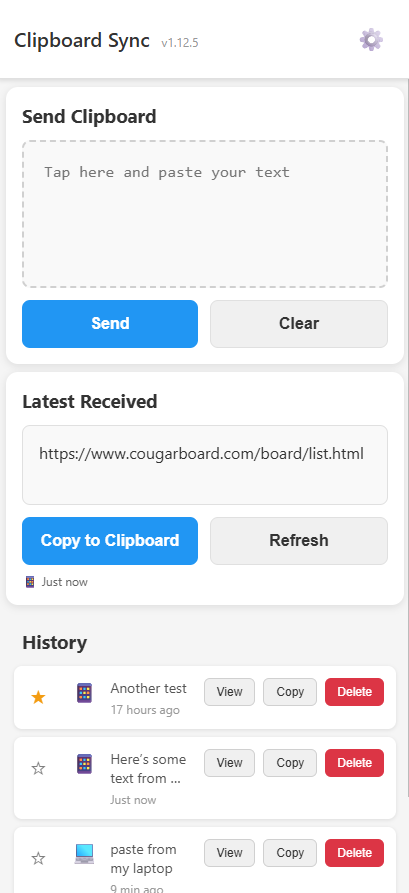 Clipboard Sync v1.12.5
Send Clipboard
Tap here and paste your text
Send Clear
Latest Received
https://www.cougarboard.com/board/list.html
Copy to Clipboard Refresh
Just now
History
Another test View Copy Delete
17 hours ago
Here's some View Copy Delete
text from ...
Just now
paste from View Copy Delete
my laptop
9 min ago